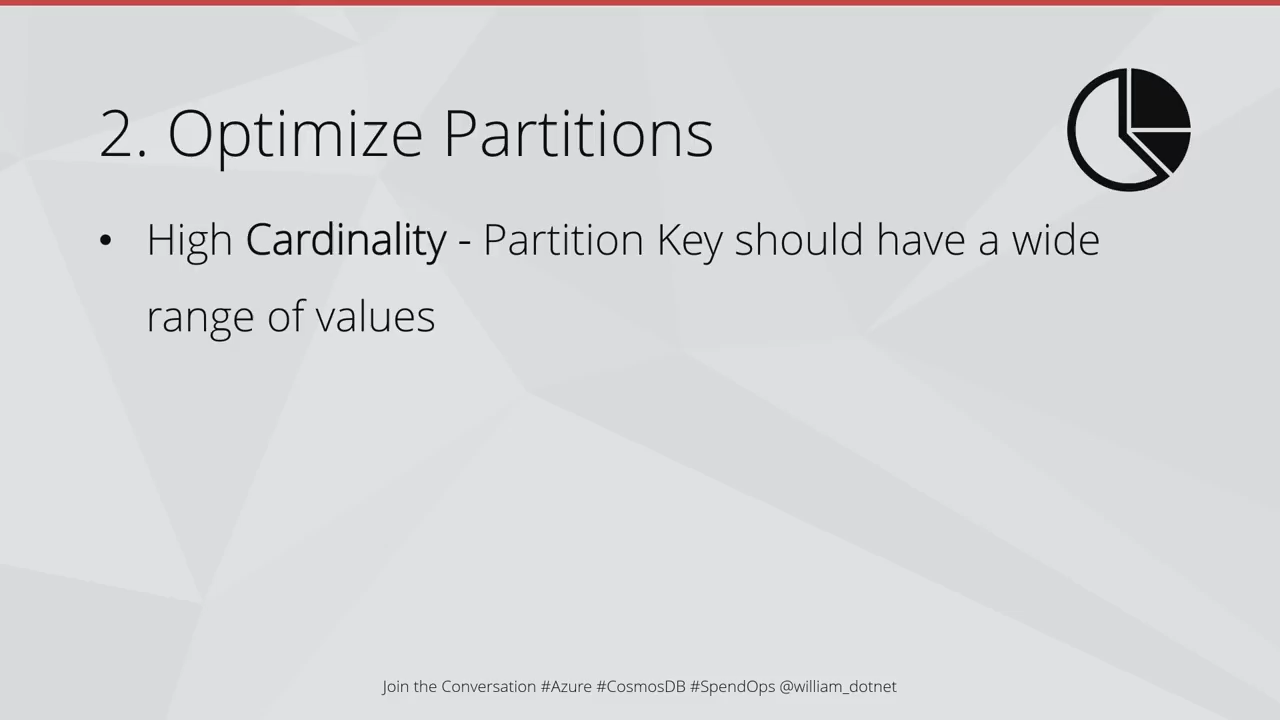 2. Optimize Partitions
• High Cardinality - Partition Key should have a wide
range of values
Join the Conversation #Azure #CosmosDB #SpendOps @william_dotnet